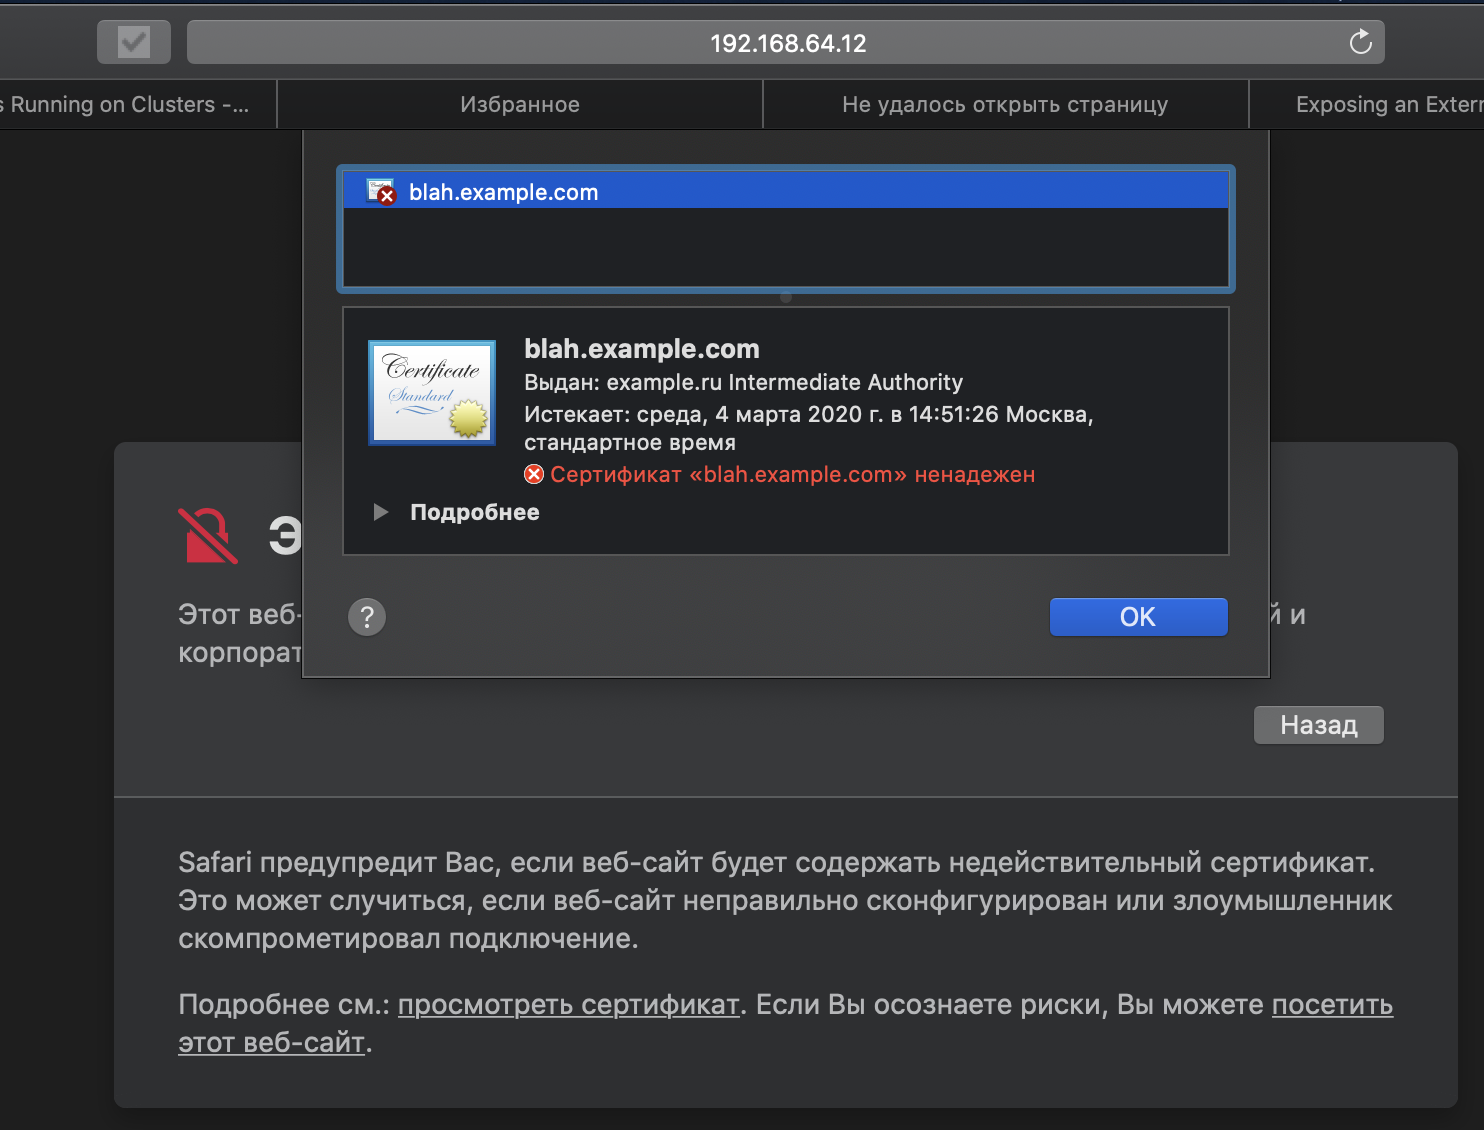 192.168.64.12
s Running on Clusters -...
Избранное
Не удалось открыть страницу
Exposing an Extern
blah.example.com
Certificate
Standard
blah.example.com
Выдан: example.ru Intermediate Authority
Истекает: среда, 4 марта 2020 г. в 14:51:26 Москва,
стандартное время
Сертификат «blah.example.com» ненадежен
Подробнее
?
OK
Э
Этот веб- й и
корпорат
Назад
Safari предупредит Вас, если веб-сайт будет содержать недействительный сертификат.
Это может случиться, если веб-сайт неправильно сконфигурирован или злоумышленник
скомпрометировал подключение.
Подробнее см.: просмотреть сертификат. Если Вы осознаете риски, Вы можете посетить
этот веб-сайт.